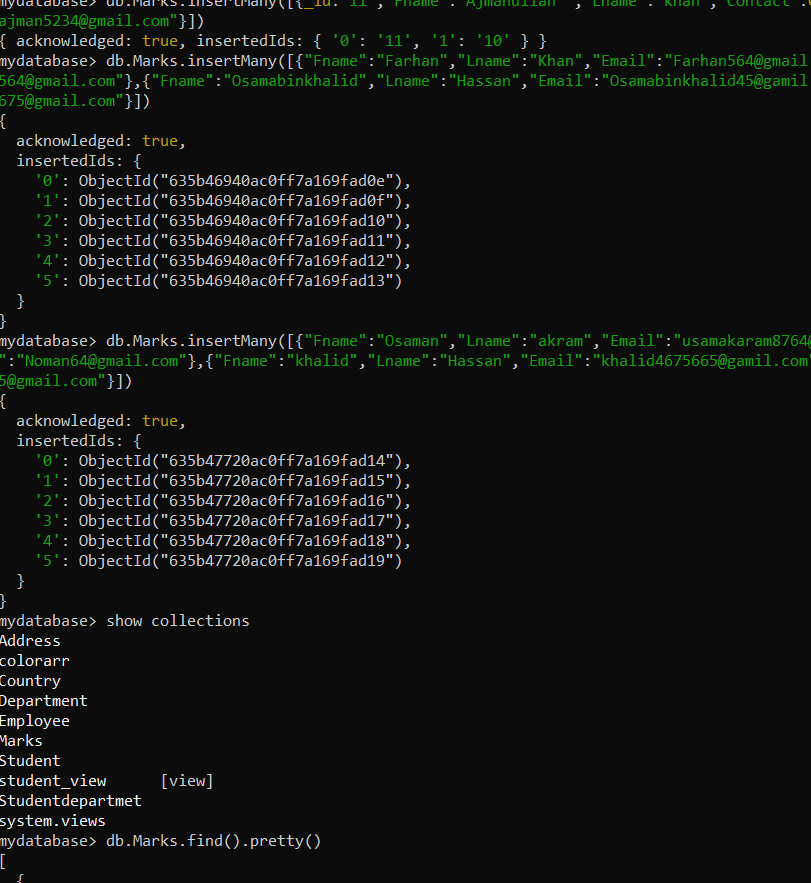 mydatabase> db.Marks.insertMany([{_id:"11","Fname":"Ajmanullah ","Lname":"khan","Contact":
ajman5234@gmail.com"}])
{ acknowledged: true, insertedIds: { '0': '11', '1': '10' } }
mydatabase> db.Marks.insertMany([{"Fname":"Farhan","Lname":"Khan","Email":"Farhan564@gmail
564@gmail.com"},{"Fname":"Osamabinkhalid","Lname":"Hassan","Email":"Osamabinkhalid45@gamil
675@gmail.com"}])
{
  acknowledged: true,
  insertedIds: {
    '0': ObjectId("635b46940ac0ff7a169fad0e"),
    '1': ObjectId("635b46940ac0ff7a169fad0f"),
    '2': ObjectId("635b46940ac0ff7a169fad10"),
    '3': ObjectId("635b46940ac0ff7a169fad11"),
    '4': ObjectId("635b46940ac0ff7a169fad12"),
    '5': ObjectId("635b46940ac0ff7a169fad13")
  }
}
mydatabase> db.Marks.insertMany([{"Fname":"Osaman","Lname":"akram","Email":"usamakaram8764@
":"Noman64@gmail.com"},{"Fname":"khalid","Lname":"Hassan","Email":"khalid4675665@gamil.com"
5@gmail.com"}])
{
  acknowledged: true,
  insertedIds: {
    '0': ObjectId("635b47720ac0ff7a169fad14"),
    '1': ObjectId("635b47720ac0ff7a169fad15"),
    '2': ObjectId("635b47720ac0ff7a169fad16"),
    '3': ObjectId("635b47720ac0ff7a169fad17"),
    '4': ObjectId("635b47720ac0ff7a169fad18"),
    '5': ObjectId("635b47720ac0ff7a169fad19")
  }
}
mydatabase> show collections
Address
colorarr
Country
Department
Employee
Marks
Student
student_view      [view]
Studentdepartmet
system.views
mydatabase> db.Marks.find().pretty()
[
  {